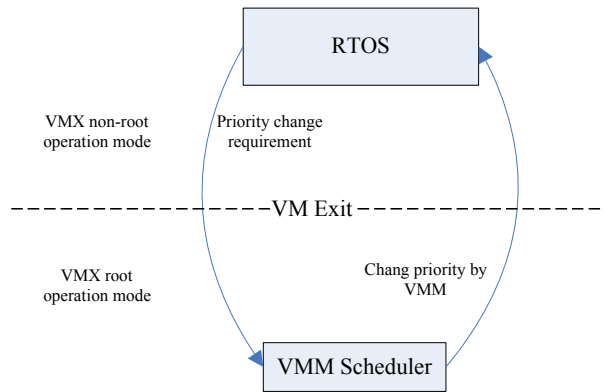 RTOS
VMX non-root
operation mode
Priority change
requirement
VM Exit
VMX root
operation mode
Chang priority by
VMM
VMM Scheduler